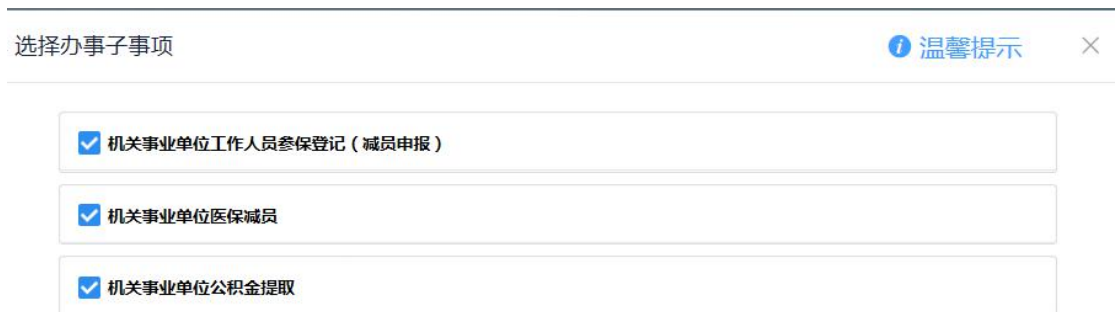 选择办事子事项 温馨提示
机关事业单位工作人员参保登记（减员申报）
机关事业单位医保减员
机关事业单位公积金提取